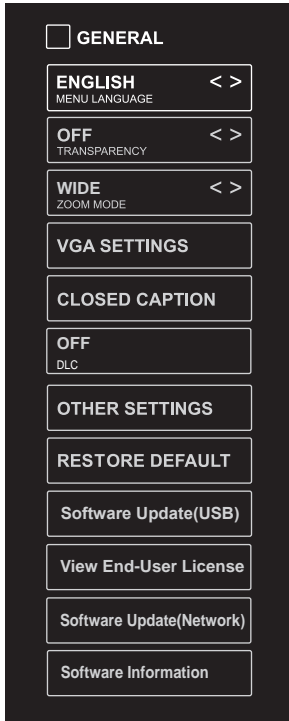 GENERAL
ENGLISH < >
MENU LANGUAGE
OFF < >
TRANSPARENCY
WIDE < >
ZOOM MODE
VGA SETTINGS
CLOSED CAPTION
OFF
DLC
OTHER SETTINGS
RESTORE DEFAULT
Software Update(USB)
View End-User License
Software Update(Network)
Software Information